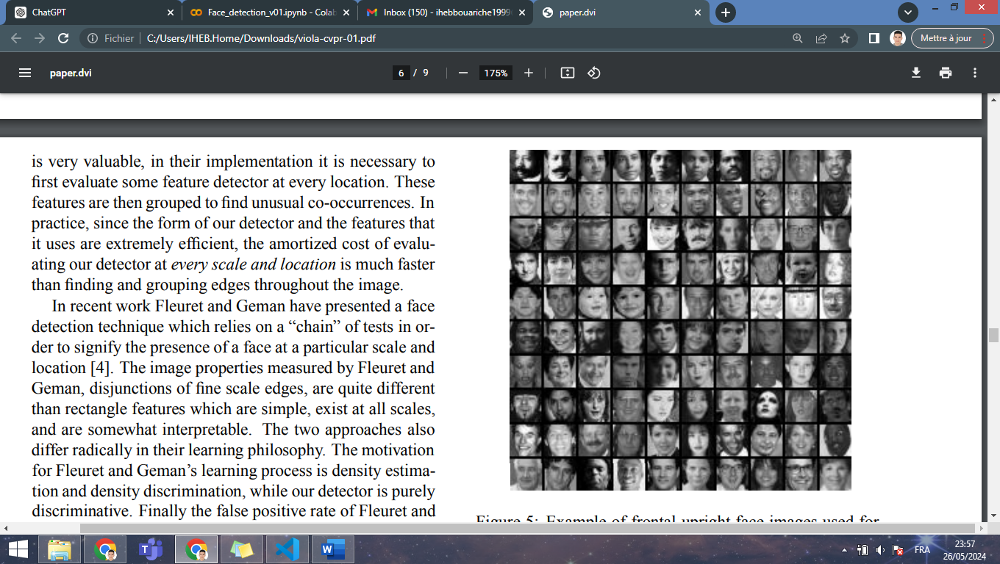 ChatGPT
Face_detection_v01.ipynb - Colab
Inbox (150) - ihebbouariche1999
paper.dvi
Fichier
C:/Users/IHEB.Home/Downloads/viola-cvpr-01.pdf
Mettre à jour
paper.dvi
6 / 9
175%
is very valuable, in their implementation it is necessary to
first evaluate some feature detector at every location. These
features are then grouped to find unusual co-occurrences. In
practice, since the form of our detector and the features that
it uses are extremely efficient, the amortized cost of evalu-
ating our detector at every scale and location is much faster
than finding and grouping edges throughout the image.
In recent work Fleuret and Geman have presented a face
detection technique which relies on a “chain” of tests in or-
der to signify the presence of a face at a particular scale and
location [4]. The image properties measured by Fleuret and
Geman, disjunctions of fine scale edges, are quite different
than rectangle features which are simple, exist at all scales,
and are somewhat interpretable. The two approaches also
differ radically in their learning philosophy. The motivation
for Fleuret and Geman’s learning process is density estima-
tion and density discrimination, while our detector is purely
discriminative. Finally the false positive rate of Fleuret and
Figure 5: Example of frontal upright face images used for
FRA
23:57
26/05/2024